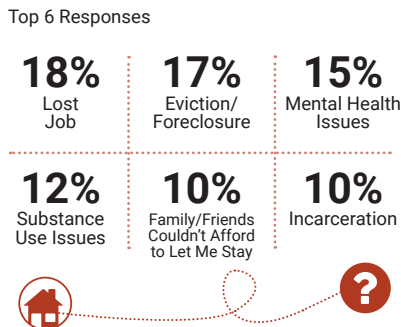 Top 6 Responses
18%
Lost
Job
17%
Eviction/
Foreclosure
15%
Mental Health
Issues
12%
Substance
Use Issues
10%
Family/Friends
Couldn't Afford
to Let Me Stay
10%
Incarceration
?